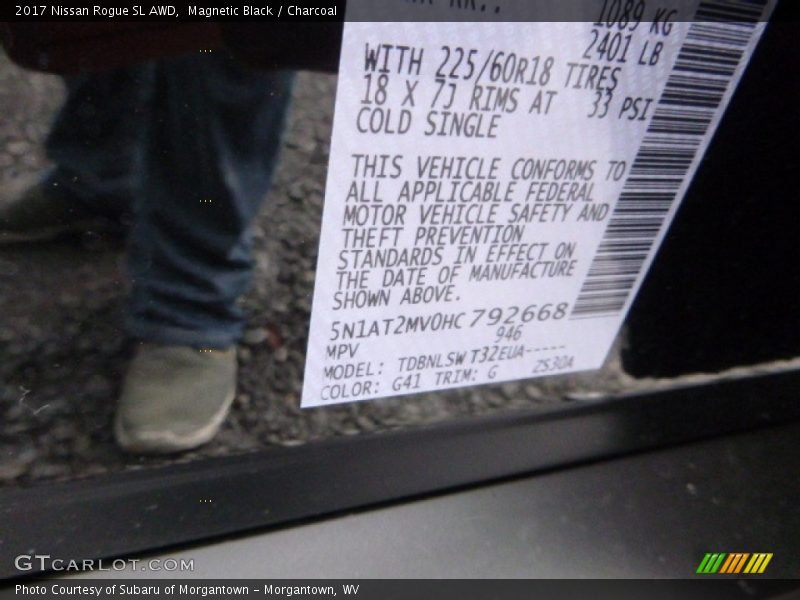 2017 Nissan Rogue SL AWD,  Magnetic Black / Charcoal
1089 KG
2401 LB
WITH 225/60R18 TIRES
18 X 7J RIMS AT 33 PSI
COLD SINGLE
THIS VEHICLE CONFORMS TO
ALL APPLICABLE FEDERAL
MOTOR VEHICLE SAFETY AND
THEFT PREVENTION
STANDARDS IN EFFECT ON
THE DATE OF MANUFACTURE
SHOWN ABOVE.
5N1AT2MV0HC792668
MPV 946
MODEL: TDBNLSW T32EUA-----
COLOR: G41 TRIM: G ZS30A
GTCARLOT.COM
Photo Courtesy of Subaru of Morgantown - Morgantown, WV